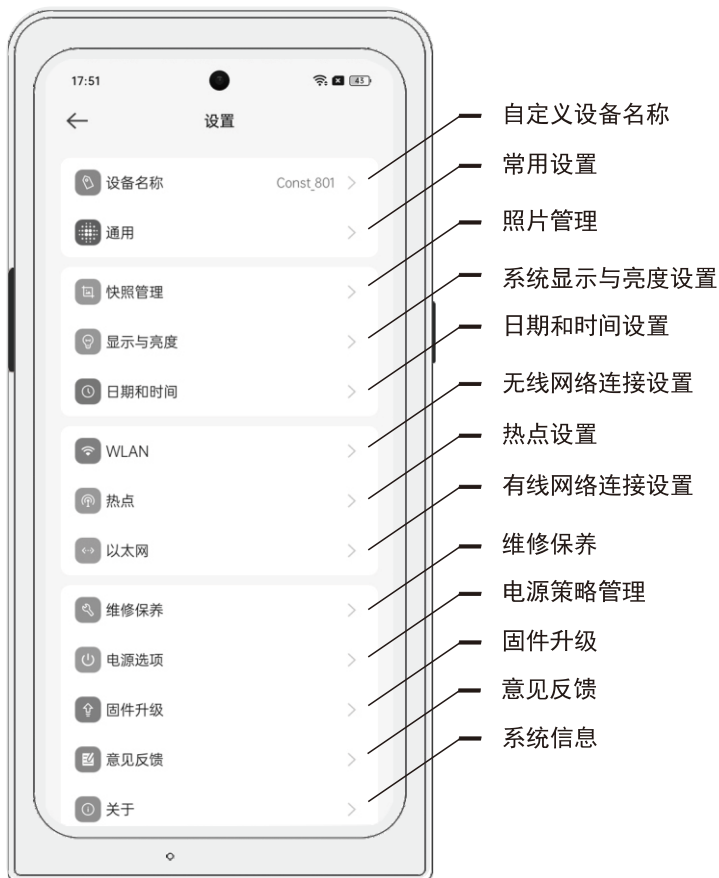 17:51 43
设置
自定义设备名称
设备名称 Const_801
常用设置
通用
照片管理
快照管理
系统显示与亮度设置
显示与亮度
日期和时间设置
日期和时间
无线网络连接设置
WLAN
热点设置
热点
有线网络连接设置
以太网
维修保养
维修保养
电源策略管理
电源选项
固件升级
固件升级
意见反馈
意见反馈
系统信息
关于